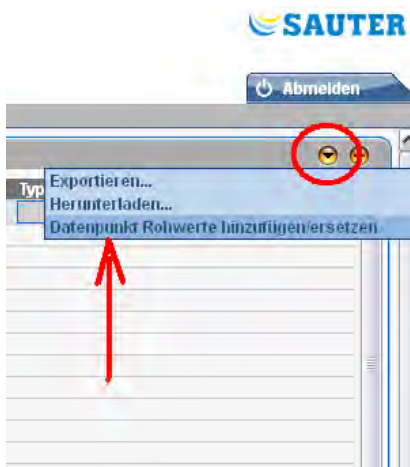 SAUTER
Abmelden
Exportieren...
Typ
Herunterladen...
Datenpunkt Rohwerte hinzufügen/ersetzen